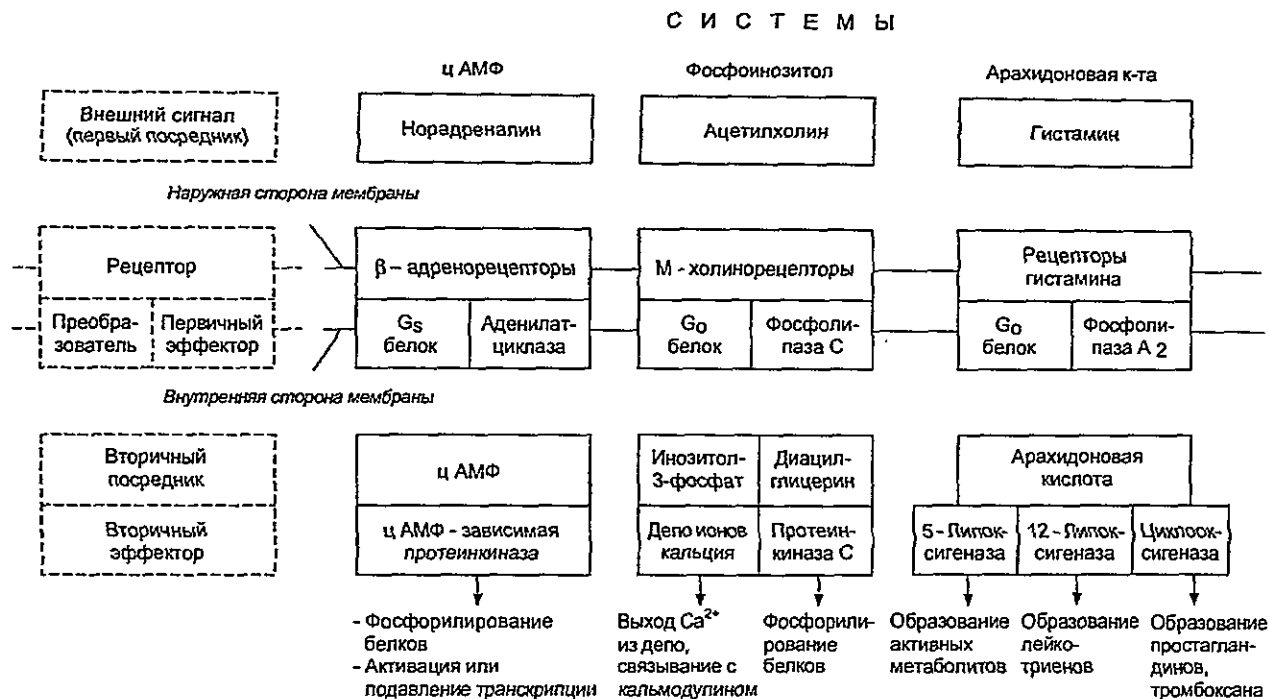 СИСТЕМЫ
ц АМФ
Фосфоинозитол
Арахидоновая к-та
Внешний сигнал
(первый посредник)
Норадреналин
Ацетилхолин
Гистамин
Наружная сторона мембраны
Рецептор
β – адренорецепторы
М - холинорецепторы
Рецепторы
гистамина
Преобра-
зователь
Первичный
эффектор
Gs
белок
Аденилат-
циклаза
Go
белок
Фосфоли-
паза С
Go
белок
Фосфоли-
паза А 2
Внутренняя сторона мембраны
Вторичный
посредник
ц АМФ
Инозитол-
3-фосфат
Диацил-
глицерин
Арахидоновая
кислота
Вторичный
эффектор
ц АМФ - зависимая
протеинкиназа
Депо ионов
кальция
Протеин-
киназа С
5 - Липок-
сигеназа
12 - Липок-
сигеназа
Циклоок-
сигеназа
- Фосфорилирование
белков
- Активация или
подавление транскрипции
Выход Ca²⁺
из депо,
связывание с
кальмодулином
Фосфорили-
рование
белков
Образование
активных
метаболитов
Образование
лейко-
триенов
Образование
простаглан-
динов,
тромбоксана